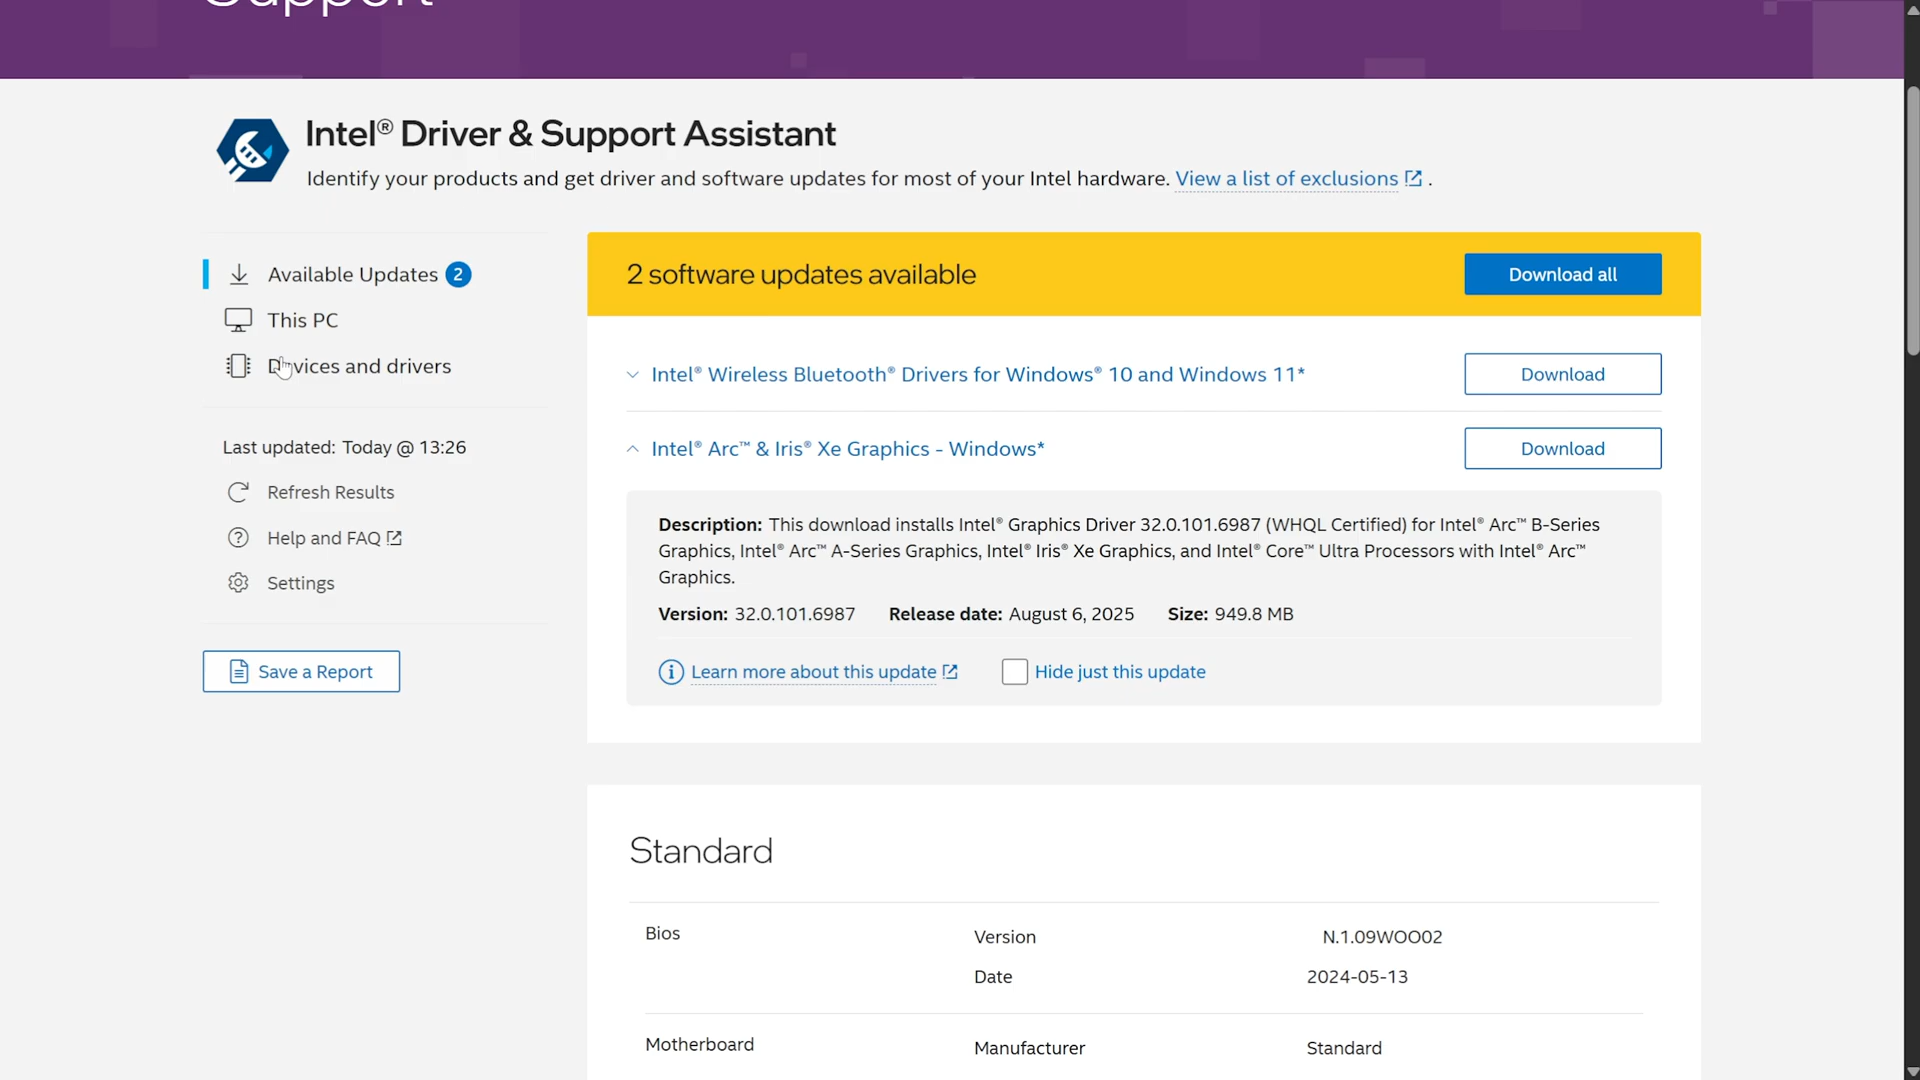 Support
Intel® Driver & Support Assistant
Identify your products and get driver and software updates for most of your Intel hardware. View a list of exclusions .
Available Updates 2
This PC
Devices and drivers
Last updated: Today @ 13:26
Refresh Results
Help and FAQ
Settings
Save a Report
2 software updates available
Download all
Intel® Wireless Bluetooth® Drivers for Windows® 10 and Windows 11*
Download
Intel® Arc™ & Iris® Xe Graphics - Windows*
Download
Description: This download installs Intel® Graphics Driver 32.0.101.6987 (WHQL Certified) for Intel® Arc™ B-Series
Graphics, Intel® Arc™ A-Series Graphics, Intel® Iris® Xe Graphics, and Intel® Core™ Ultra Processors with Intel® Arc™
Graphics.
Version: 32.0.101.6987 Release date: August 6, 2025 Size: 949.8 MB
Learn more about this update
Hide just this update
Standard
Bios Version N.1.09WOO02
Date 2024-05-13
Motherboard Manufacturer Standard